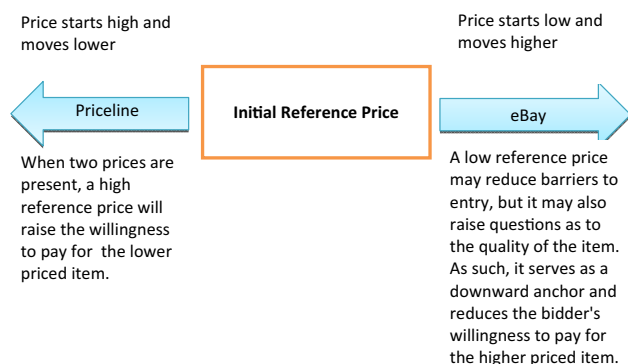 Price starts high and
moves lower
Priceline
When two prices are
present, a high
reference price will
raise the willingness
to pay for the lower
priced item.
Initial Reference Price
Price starts low and
moves higher
eBay
A low reference price
may reduce barriers to
entry, but it may also
raise questions as to
the quality of the item.
As such, it serves as a
downward anchor and
reduces the bidder's
willingness to pay for
the higher priced item.